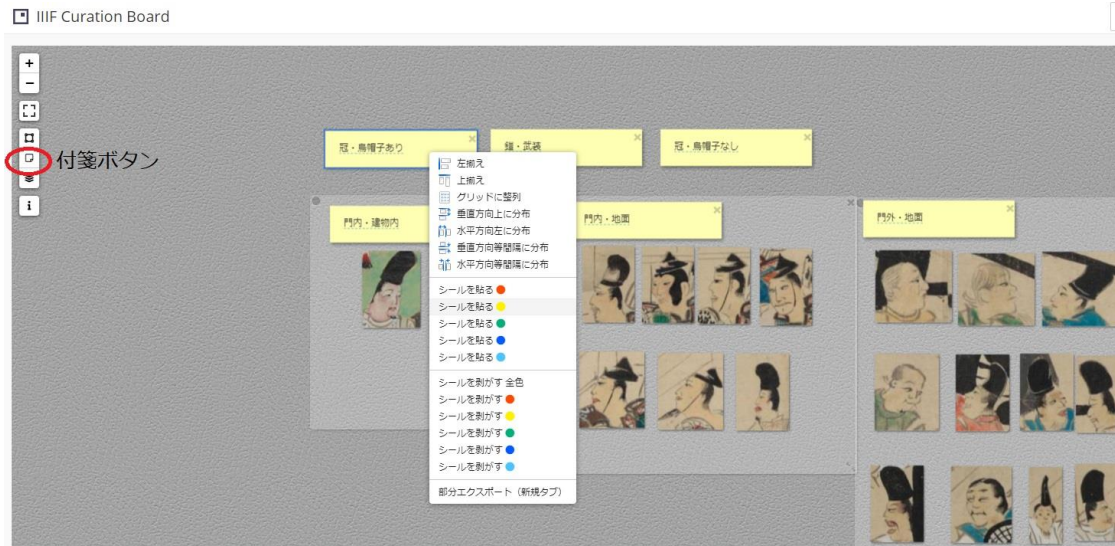 IIIF Curation Board
+
−
付箋ボタン
i
冠・烏帽子あり
鎧・武装
冠・烏帽子なし
門内・建物内
門内・地面
門外・地面
左揃え
上揃え
グリッドに整列
垂直方向上に分布
水平方向左に分布
垂直方向等間隔に分布
水平方向等間隔に分布
シールを貼る
シールを貼る
シールを貼る
シールを貼る
シールを貼る
シールを剥がす 全色
シールを剥がす
シールを剥がす
シールを剥がす
シールを剥がす
シールを剥がす
部分エクスポート（新規タブ）